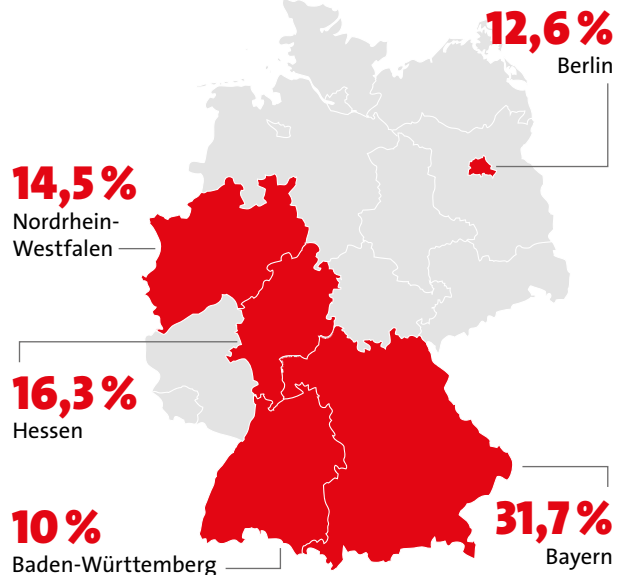 12,6 %
Berlin
14,5 %
Nordrhein-
Westfalen
16,3 %
Hessen
10 %
Baden-Württemberg
31,7 %
Bayern